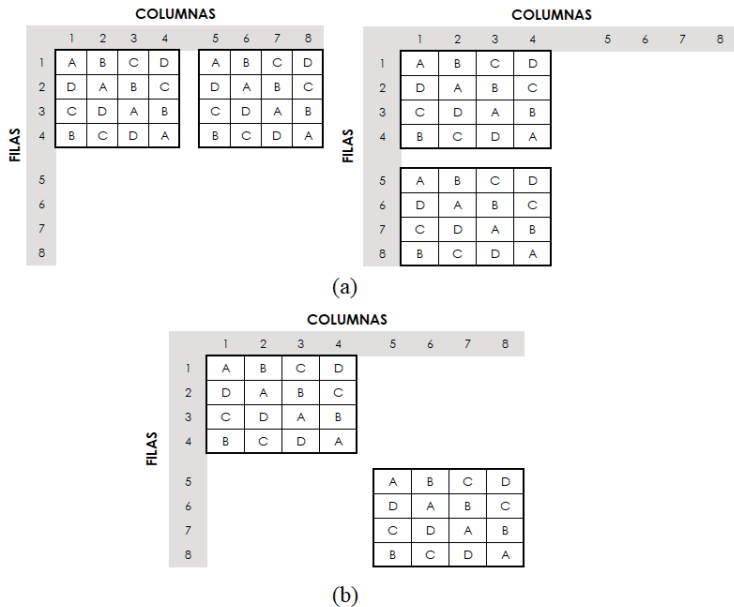 COLUMNAS
1 2 3 4 5 6 7 8
FILAS
1 A B C D A B C D
2 D A B C D A B C
3 C D A B C D A B
4 B C D A B C D A
5
6
7
8
COLUMNAS
1 2 3 4 5 6 7 8
FILAS
1 A B C D
2 D A B C
3 C D A B
4 B C D A
5 A B C D
6 D A B C
7 C D A B
8 B C D A
(a)
COLUMNAS
1 2 3 4 5 6 7 8
FILAS
1 A B C D
2 D A B C
3 C D A B
4 B C D A
5 A B C D
6 D A B C
7 C D A B
8 B C D A
(b)